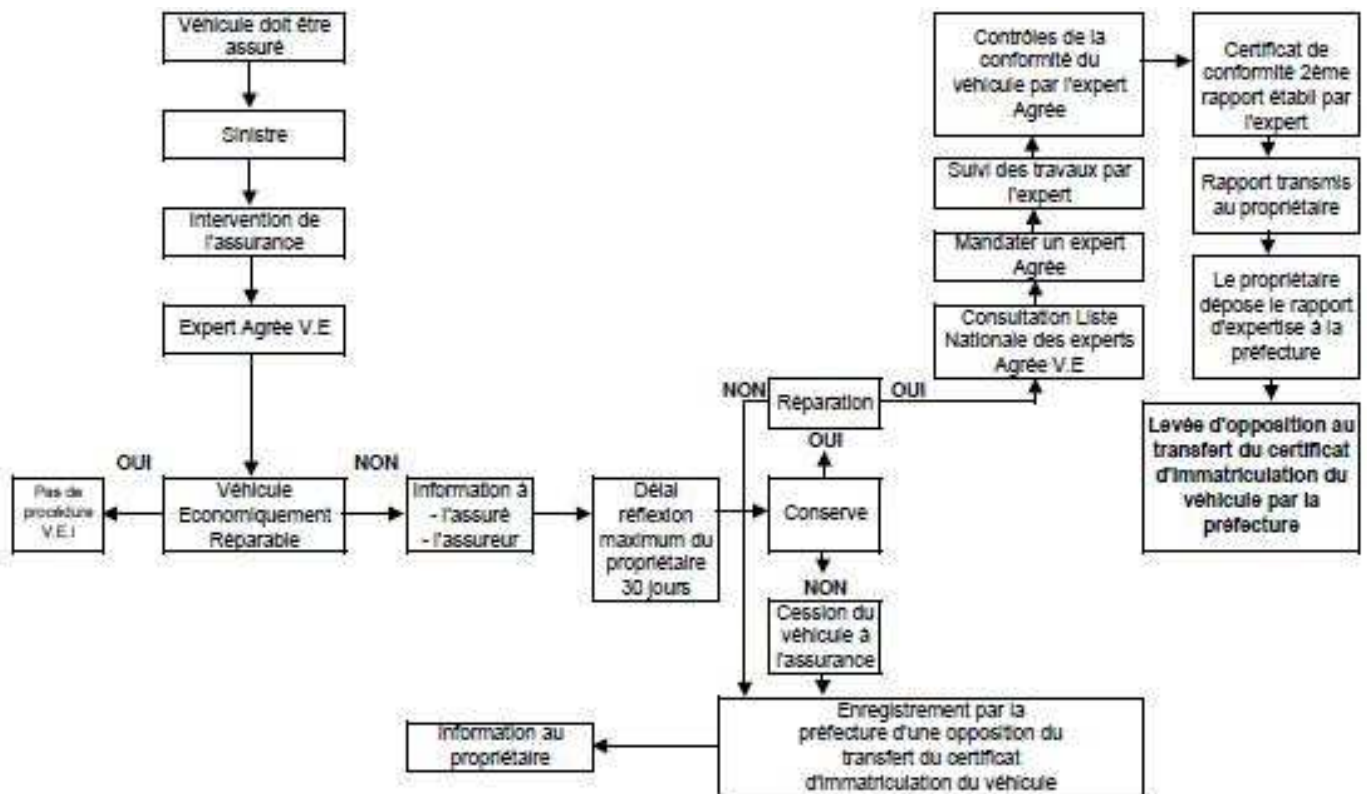 Véhicule doit être
assuré
Sinistre
Intervention de
l'assurance
Expert Agrée V.E
OUI
NON
Pas de
procédure
V.E.I
Véhicule
Economiquement
Réparable
Information à
- l'assuré
- l'assureur
Délai
réflexion
maximum du
propriétaire
30 jours
Conserve
OUI
NON
Réparation
OUI
NON
Cession du
véhicule à
l'assurance
Enregistrement par la
préfecture d'une opposition du
transfert du certificat
d'immatriculation du véhicule
Information au
propriétaire
Consultation Liste
Nationale des experts
Agrée V.E
Mandater un expert
Agrée
Suivi des travaux par
l'expert
Contrôles de la
conformité du
véhicule par l'expert
Agrée
Certificat de
conformité 2ème
rapport établi par
l'expert
Rapport transmis
au propriétaire
Le propriétaire
dépose le rapport
d'expertise à la
préfecture
Levée d'opposition au
transfert du certificat
d'immatriculation du
véhicule par la
préfecture